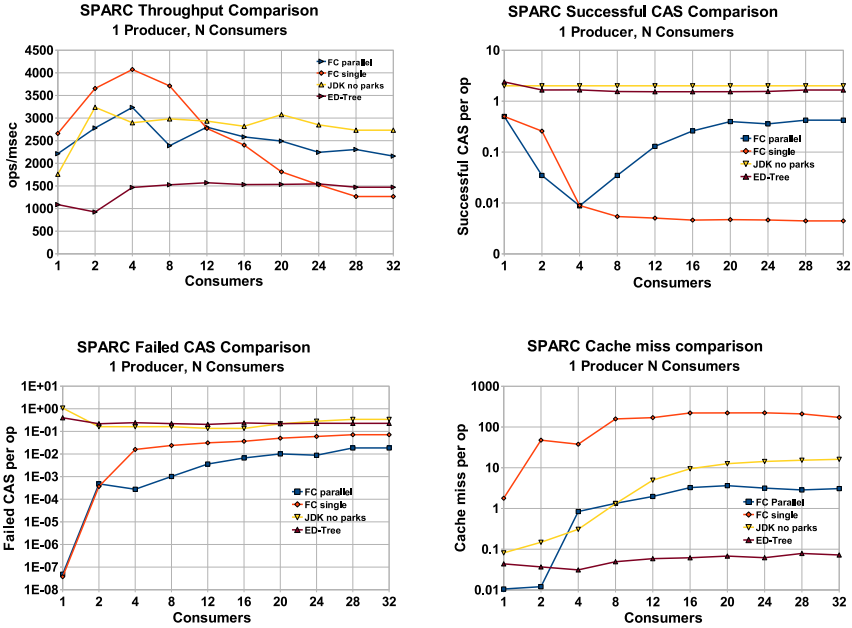 SPARC Throughput Comparison
1 Producer, N Consumers
4500
4000
3500
3000
2500
2000
1500
1000
500
0
ops/msec
FC parallel
FC single
JDK no parks
ED-Tree
1 2 4 8 12 16 20 24 28 32
Consumers
SPARC Successful CAS Comparison
1 Producer, N Consumers
10
1
0.1
0.01
0
Successful CAS per op
FC parallel
FC single
JDK no parks
ED-Tree
1 2 4 8 12 16 20 24 28 32
Consumers
SPARC Failed CAS Comparison
1 Producer, N Consumers
1E+01
1E+00
1E-01
1E-02
1E-03
1E-04
1E-05
1E-06
1E-07
1E-08
Failed CAS per op
FC parallel
FC single
JDK no parks
ED-Tree
1 2 4 8 12 16 20 24 28 32
Consumers
SPARC Cache miss comparison
1 Producer N Consumers
1000
100
10
1
0.1
0.01
Cache miss per op
FC Parallel
FC single
JDK no parks
ED-Tree
1 2 4 8 12 16 20 24 28 32
Consumers